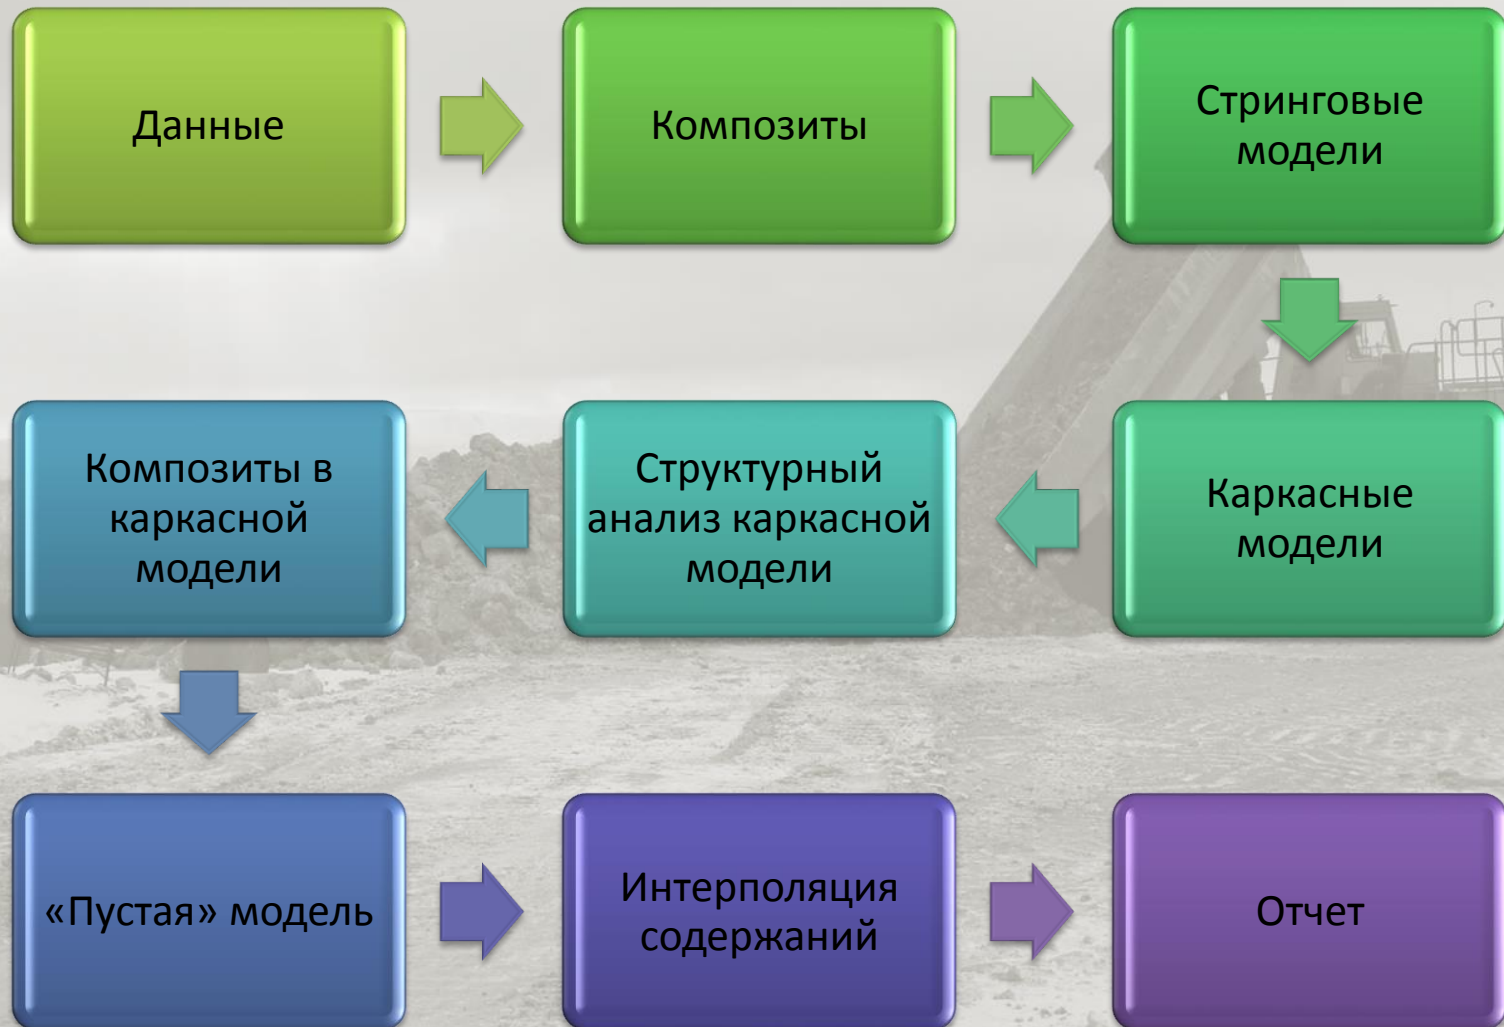 Данные
Композиты
Стринговые
модели
Каркасные
модели
Структурный
анализ каркасной
модели
Композиты в
каркасной
модели
«Пустая» модель
Интерполяция
содержаний
Отчет